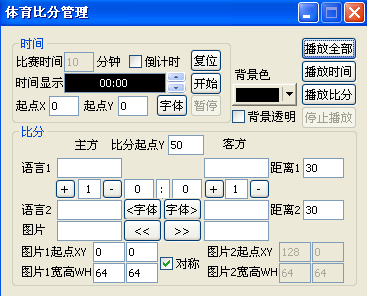 体育比分管理
时间
比赛时间 10 分钟 倒计时 复位
时间显示 00:00 开始
起点X 0 起点Y 0 字体 暂停
背景色
背景透明
播放全部
播放时间
播放比分
停止播放
比分
主方 比分起点Y 50 客方
语言1 距离1 30
+ 1 - 0 : 0 + 1 -
语言2 <字体 字体> 距离2 30
图片 << >>
图片1起点XY 0 0 对称 图片2起点XY 128 0
图片1宽高WH 64 64 图片2宽高WH 64 64